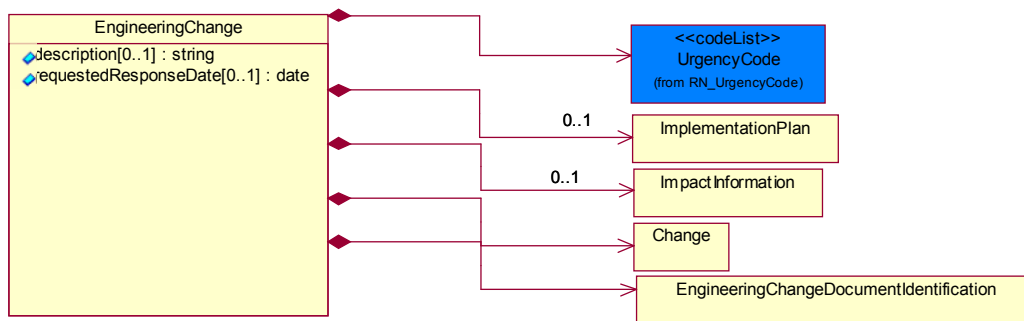 EngineeringChange
description[0..1] : string
requestedResponseDate[0..1] : date
<<codeList>>
UrgencyCode
(from RN_UrgencyCode)
0..1
ImplementationPlan
0..1
ImpactInformation
Change
EngineeringChangeDocumentIdentification